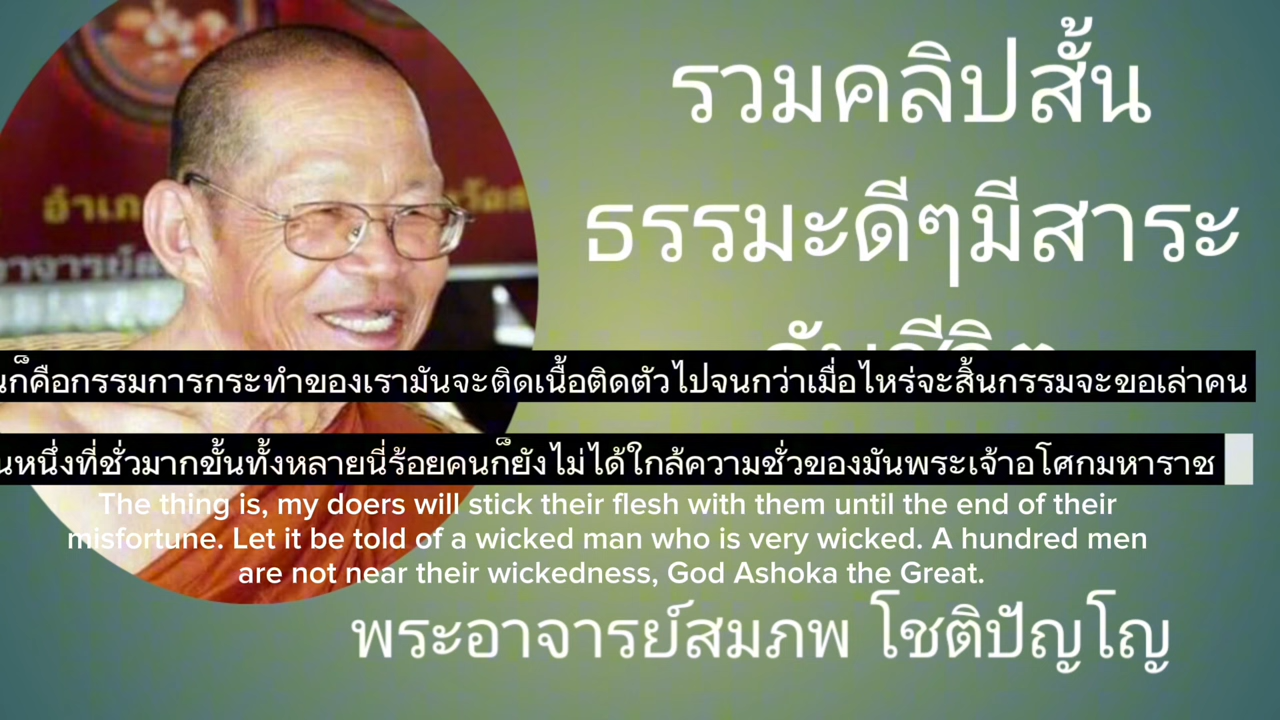 รวมคลิปสั้น
ธรรมะดีๆมีสาระ
นก็คือกรรมการกระทำของเรามันจะติดเนื้อติดตัวไปจนกว่าเมื่อไหร่จะสิ้นกรรมจะขอเล่าคน
นหนึ่งที่ชั่วมากขั้นทั้งหลายนี่ร้อยคนก็ยังไม่ได้ใกล้ความชั่วของมันพระเจ้าอโศกมหาราช
The thing is, my doers will stick their flesh with them until the end of their
misfortune. Let it be told of a wicked man who is very wicked. A hundred men
are not near their wickedness, God Ashoka the Great.
พระอาจารย์สมภพ โชติปัญโญ